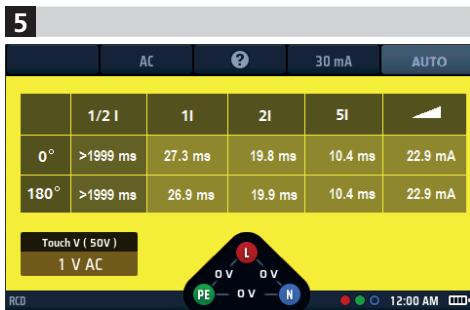 5
AC ? 30 mA AUTO
1/2 I 1I 2I 5I
0° >1999 ms 27.3 ms 19.8 ms 10.4 ms 22.9 mA
180° >1999 ms 26.9 ms 19.9 ms 10.4 ms 22.9 mA
Touch V ( 50V )
1 V AC
L
0 V 0 V
PE 0 V N
RCD 12:00 AM